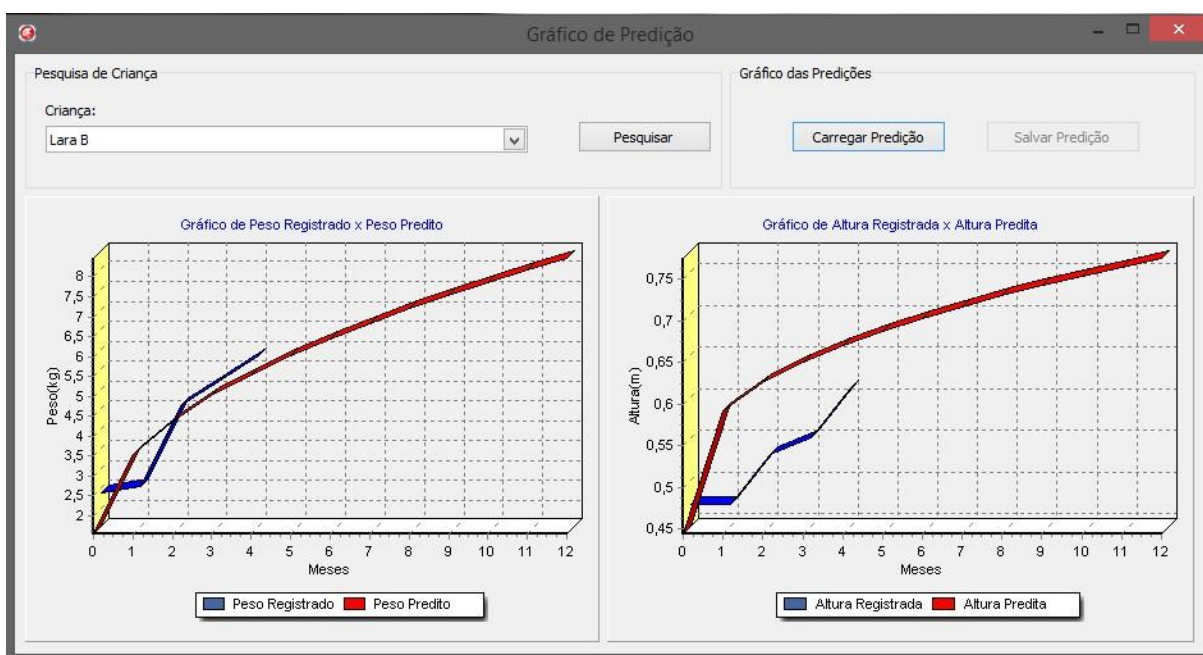 Gráfico de Predição
Pesquisa de Criança
Criança:
Lara B
Pesquisar
Gráfico das Predições
Carregar Predição
Salvar Predição
Gráfico de Peso Registrado x Peso Predito
Peso(kg)
8
7,5
7
6,5
6
5,5
5
4,5
4
3,5
3
2,5
2
0 1 2 3 4 5 6 7 8 9 10 11 12
Meses
Peso Registrado Peso Predito
Gráfico de Altura Registrada x Altura Predita
Altura(m)
0,75
0,7
0,65
0,6
0,55
0,5
0,45
0 1 2 3 4 5 6 7 8 9 10 11 12
Meses
Altura Registrada Altura Predita